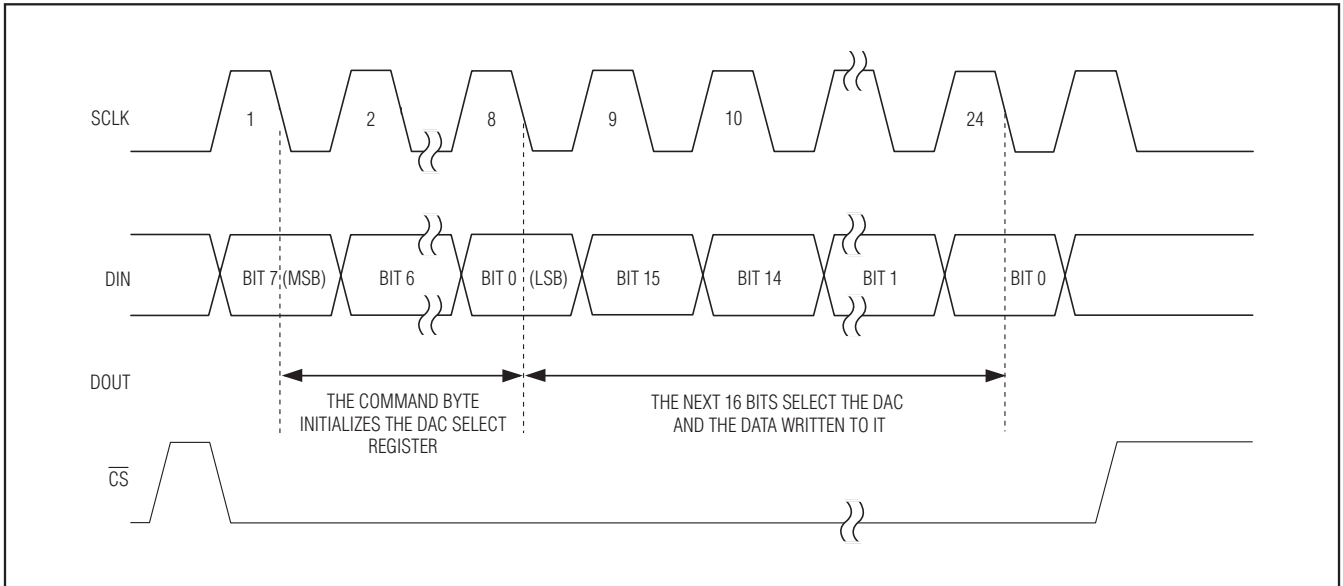 SCLK 1 2 8 9 10 24
DIN BIT 7 (MSB) BIT 6 BIT 0 (LSB) BIT 15 BIT 14 BIT 1 BIT 0
DOUT
THE COMMAND BYTE
INITIALIZES THE DAC SELECT
REGISTER
THE NEXT 16 BITS SELECT THE DAC
AND THE DATA WRITTEN TO IT
CS